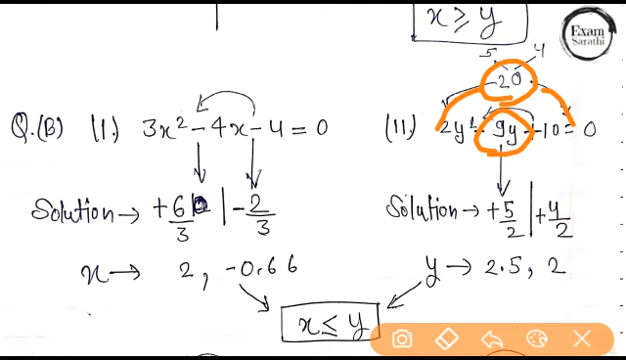 x ≥ y
Exam
Sarathi
5 4
20
Q.(B) (I.) 3x² - 4x - 4 = 0
(II.) 2y² - 9y + 10 = 0
Solution → +6/3 | -2/3
Solution → +5/2 | +4/2
x → 2, -0.66
y → 2.5, 2
x ≤ y